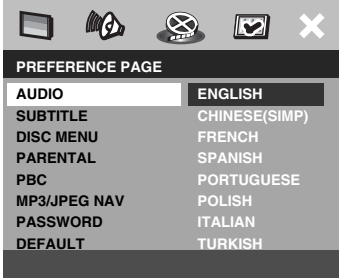 PREFERENCE PAGE
AUDIO ENGLISH
SUBTITLE CHINESE(SIMP)
DISC MENU FRENCH
PARENTAL SPANISH
PBC PORTUGUESE
MP3/JPEG NAV POLISH
PASSWORD ITALIAN
DEFAULT TURKISH